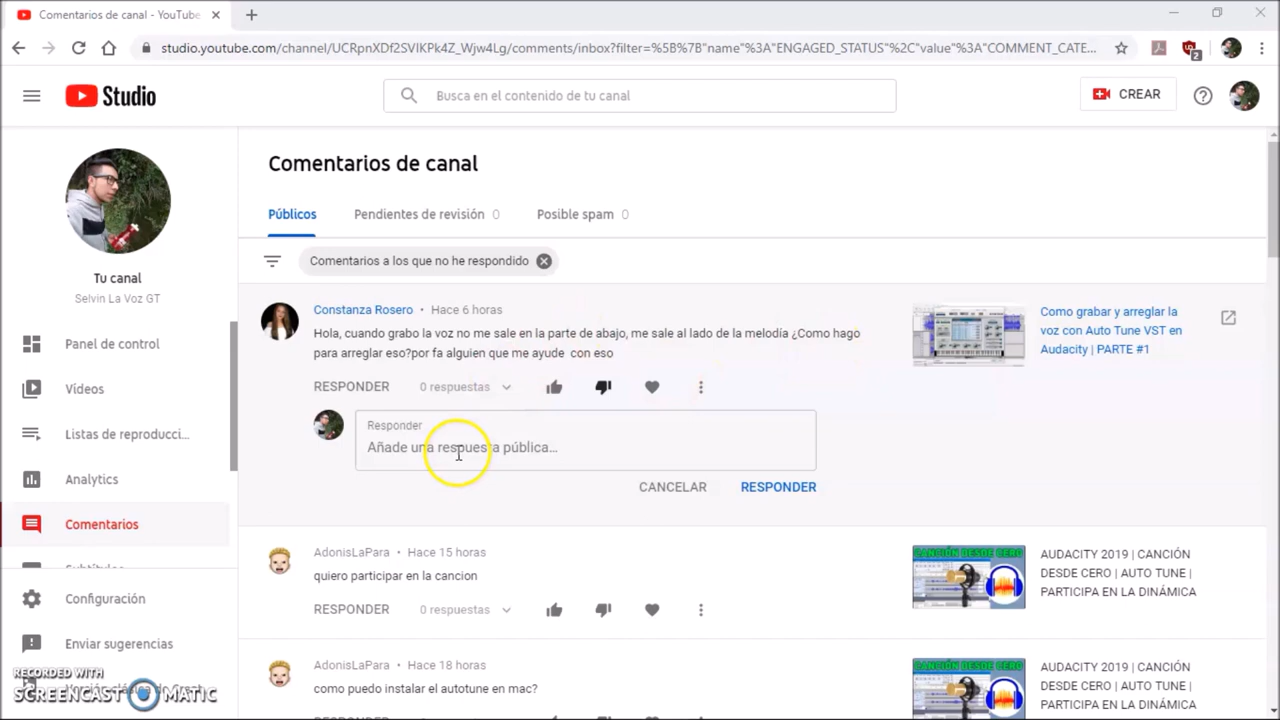 Comentarios de canal - YouTube
studio.youtube.com/channel/UCRpnXDf2SVIKPk4Z_Wjw4Lg/comments/inbox?filter=%5B%7B"name"%3A"ENGAGED_STATUS"%2C"value"%3A"COMMENT_CATE...
2
Studio
Busca en el contenido de tu canal
CREAR
Tu canal
Selvin La Voz GT
Panel de control
Vídeos
Listas de reproducci...
Analytics
Comentarios
Subtítulos
Configuración
Enviar sugerencias
RECORDED WITH
SCREENCAST MATIC
Comentarios de canal
Públicos
Pendientes de revisión 0
Posible spam 0
Comentarios a los que no he respondido
Constanza Rosero • Hace 6 horas
Hola, cuando grabo la voz no me sale en la parte de abajo, me sale al lado de la melodía ¿Como hago
para arreglar eso?por fa alguien que me ayude con eso
RESPONDER 0 respuestas
Como grabar y arreglar la
voz con Auto Tune VST en
Audacity | PARTE #1
Responder
Añade una respuesta pública...
CANCELAR RESPONDER
AdonisLaPara • Hace 15 horas
quiero participar en la cancion
RESPONDER 0 respuestas
CANCIÓN DESDE CERO
AUDACITY 2019 | CANCIÓN
DESDE CERO | AUTO TUNE |
PARTICIPA EN LA DINÁMICA
AdonisLaPara • Hace 18 horas
como puedo instalar el autotune en mac?
CANCIÓN DESDE CERO
AUDACITY 2019 | CANCIÓN
DESDE CERO | AUTO TUNE |
PARTICIPA EN LA DINÁMICA